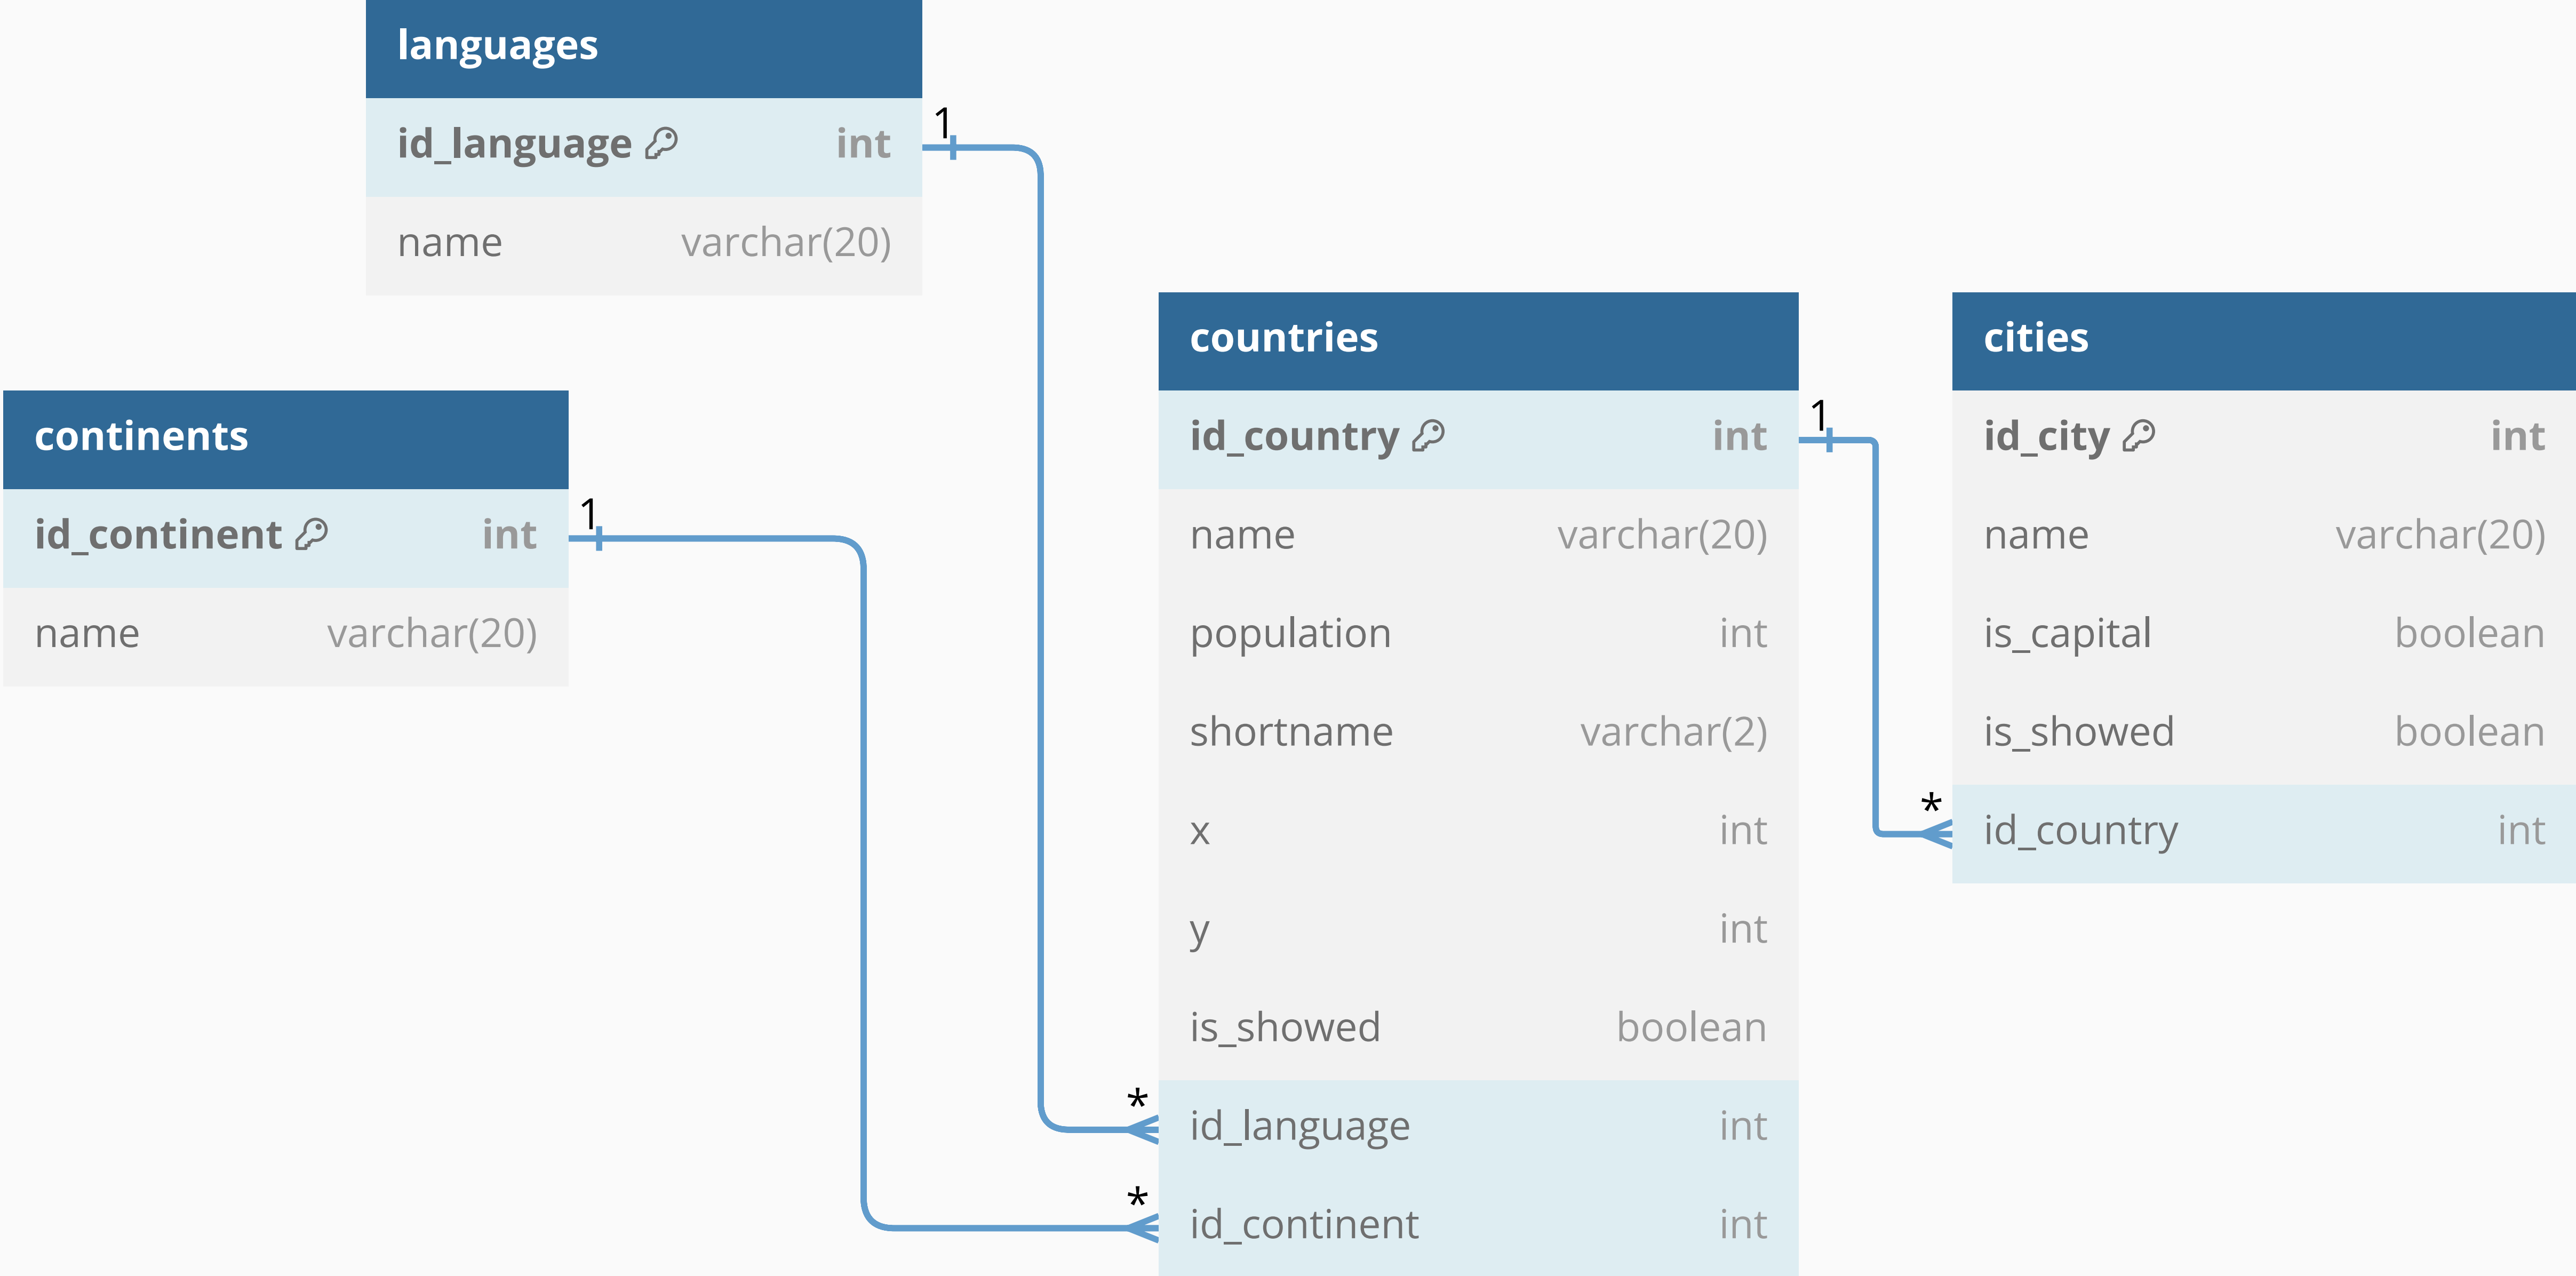 languages
id_language int
name varchar(20)
1
continents
id_continent int
name varchar(20)
1
countries
id_country int
name varchar(20)
population int
shortname varchar(2)
x int
y int
is_showed boolean
* id_language int
* id_continent int
1
cities
id_city int
name varchar(20)
is_capital boolean
is_showed boolean
* id_country int